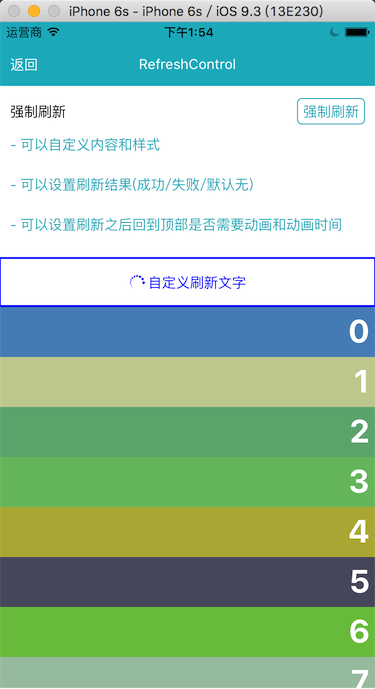 iPhone 6s - iPhone 6s / iOS 9.3 (13E230)
运营商 下午1:54
返回 RefreshControl
强制刷新 强制刷新
- 可以自定义内容和样式
- 可以设置刷新结果(成功/失败/默认无)
- 可以设置刷新之后回到顶部是否需要动画和动画时间
自定义刷新文字
0
1
2
3
4
5
6
7